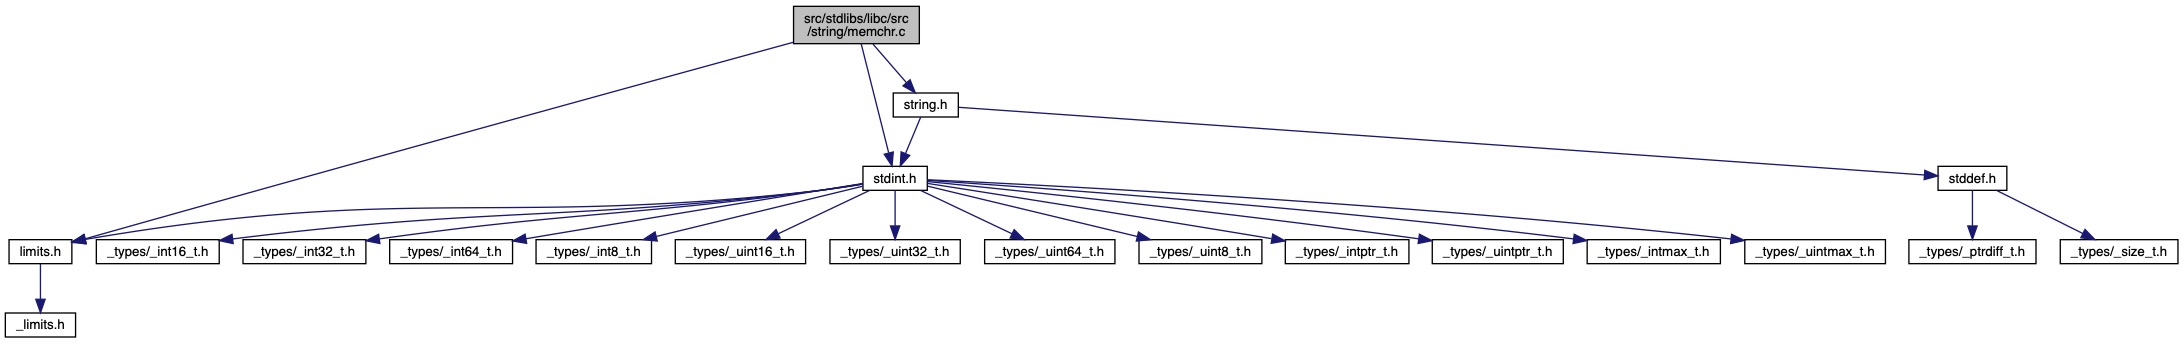 src/stdlibs/libc/src
/string/memchr.c
string.h
stdint.h
stddef.h
limits.h
_types/_int16_t.h
_types/_int32_t.h
_types/_int64_t.h
_types/_int8_t.h
_types/_uint16_t.h
_types/_uint32_t.h
_types/_uint64_t.h
_types/_uint8_t.h
_types/_intptr_t.h
_types/_uintptr_t.h
_types/_intmax_t.h
_types/_uintmax_t.h
_types/_ptrdiff_t.h
_types/_size_t.h
_limits.h